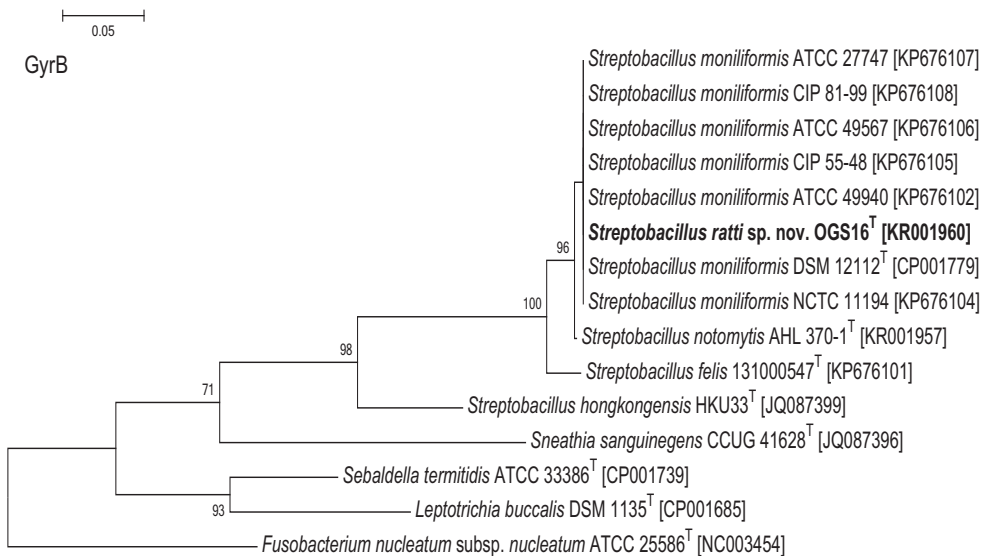 0.05
GyrB
Streptobacillus moniliformis ATCC 27747 [KP676107]
Streptobacillus moniliformis CIP 81-99 [KP676108]
Streptobacillus moniliformis ATCC 49567 [KP676106]
Streptobacillus moniliformis CIP 55-48 [KP676105]
Streptobacillus moniliformis ATCC 49940 [KP676102]
Streptobacillus ratti sp. nov. OGS16T [KR001960]
96
Streptobacillus moniliformis DSM 12112T [CP001779]
100
Streptobacillus moniliformis NCTC 11194 [KP676104]
Streptobacillus notomytis AHL 370-1T [KR001957]
98
Streptobacillus felis 131000547T [KP676101]
71
Streptobacillus hongkongensis HKU33T [JQ087399]
Sneathia sanguinegens CCUG 41628T [JQ087396]
Sebaldella termitidis ATCC 33386T [CP001739]
93
Leptotrichia buccalis DSM 1135T [CP001685]
Fusobacterium nucleatum subsp. nucleatum ATCC 25586T [NC003454]